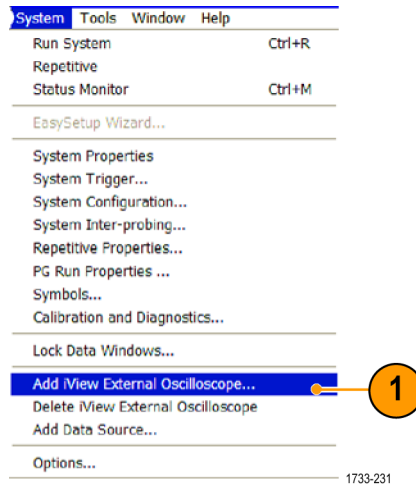 System Tools Window Help
Run System Ctrl+R
Repetitive
Status Monitor Ctrl+M
EasySetup Wizard...
System Properties
System Trigger...
System Configuration...
System Inter-probing...
Repetitive Properties...
PG Run Properties ...
Symbols...
Calibration and Diagnostics...
Lock Data Windows...
Add iView External Oscilloscope...
1
Delete iView External Oscilloscope
Add Data Source...
Options...
1733-231